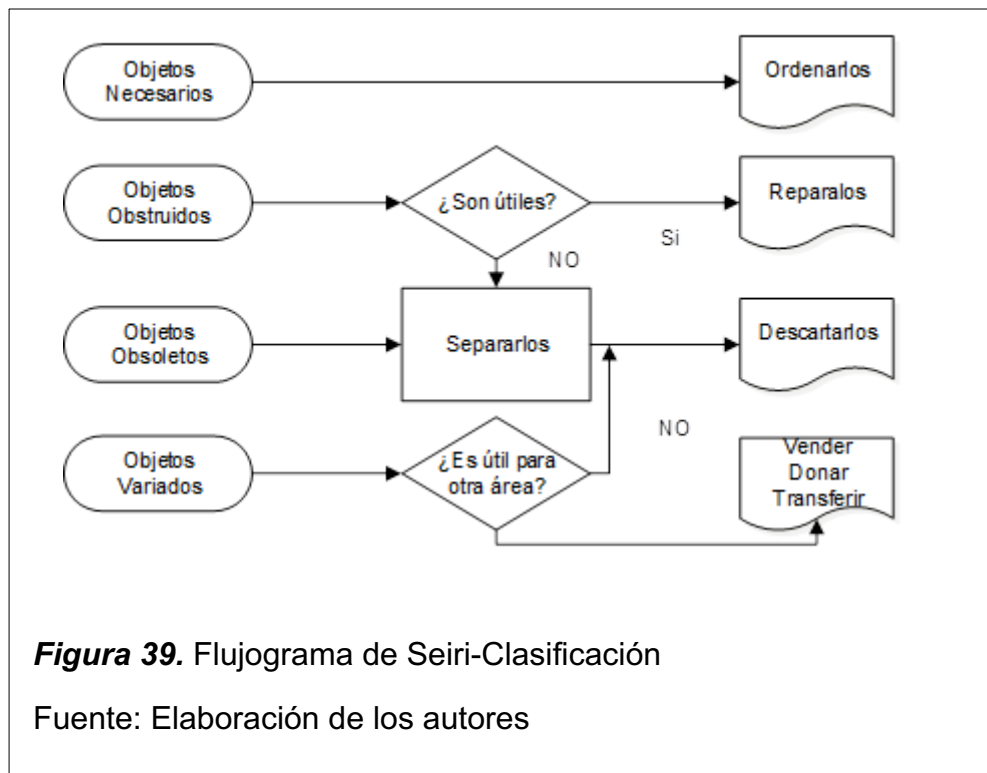 Objetos
Necesarios
Ordenarlos
Objetos
Obstruidos
¿Son útiles?
Si
Reparalos
NO
Objetos
Obsoletos
Separarlos
Descartarlos
NO
Objetos
Variados
¿Es útil para
otra área?
Vender
Donar
Transferir
Figura 39. Flujograma de Seiri-Clasificación
Fuente: Elaboración de los autores